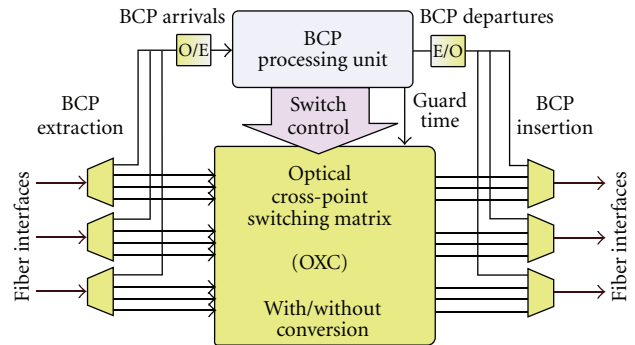 BCP arrivals
O/E
BCP
processing unit
BCP departures
E/O
BCP
extraction
Switch
control
Guard
time
BCP
insertion
Fiber interfaces
Optical
cross-point
switching matrix
(OXC)
With/without
conversion
Fiber interfaces